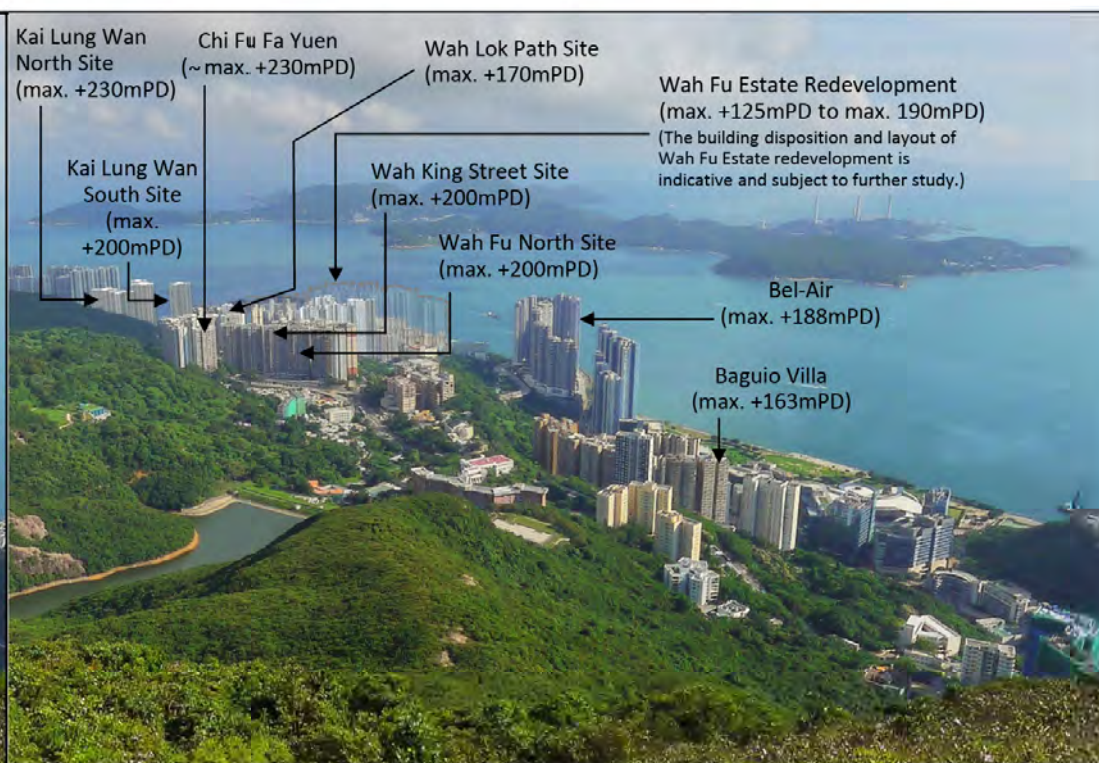 Kai Lung Wan
North Site
(max. +230mPD)
Chi Fu Fa Yuen
(~max. +230mPD)
Wah Lok Path Site
(max. +170mPD)
Wah Fu Estate Redevelopment
(max. +125mPD to max. 190mPD)
(The building disposition and layout of
Wah Fu Estate redevelopment is
indicative and subject to further study.)
Kai Lung Wan
South Site
(max.
+200mPD)
Wah King Street Site
(max. +200mPD)
Wah Fu North Site
(max. +200mPD)
Bel-Air
(max. +188mPD)
Baguio Villa
(max. +163mPD)